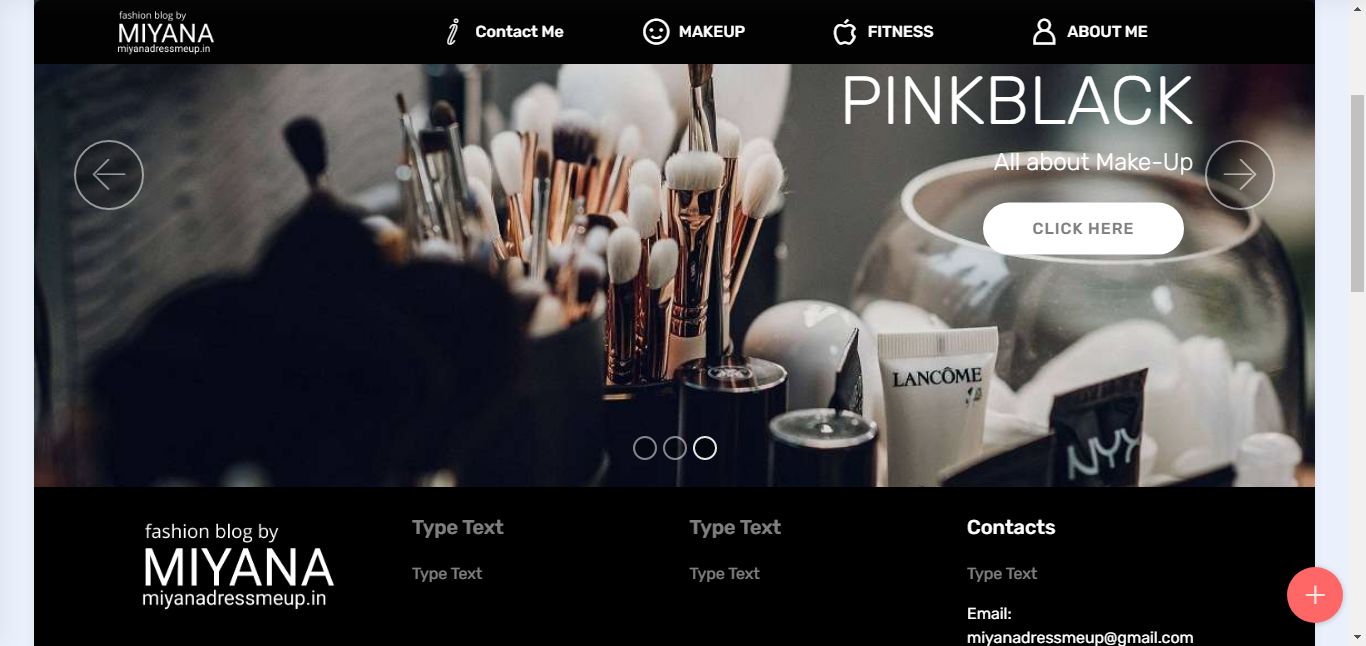 fashion blog by
MIYANA
miyanadressmeup.in
Contact Me
MAKEUP
FITNESS
ABOUT ME
PINKBLACK
All about Make-Up
CLICK HERE
LANCÔME
NYX
fashion blog by
MIYANA
miyanadressmeup.in
Type Text
Type Text
Type Text
Type Text
Contacts
Type Text
Email:
miyanadressmeup@gmail.com